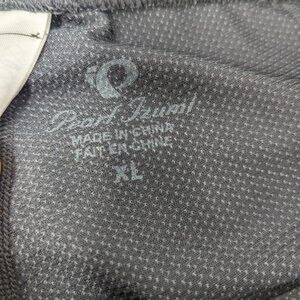 Pearl Izumi
MADE IN CHINA
FAIT EN CHINE
XL